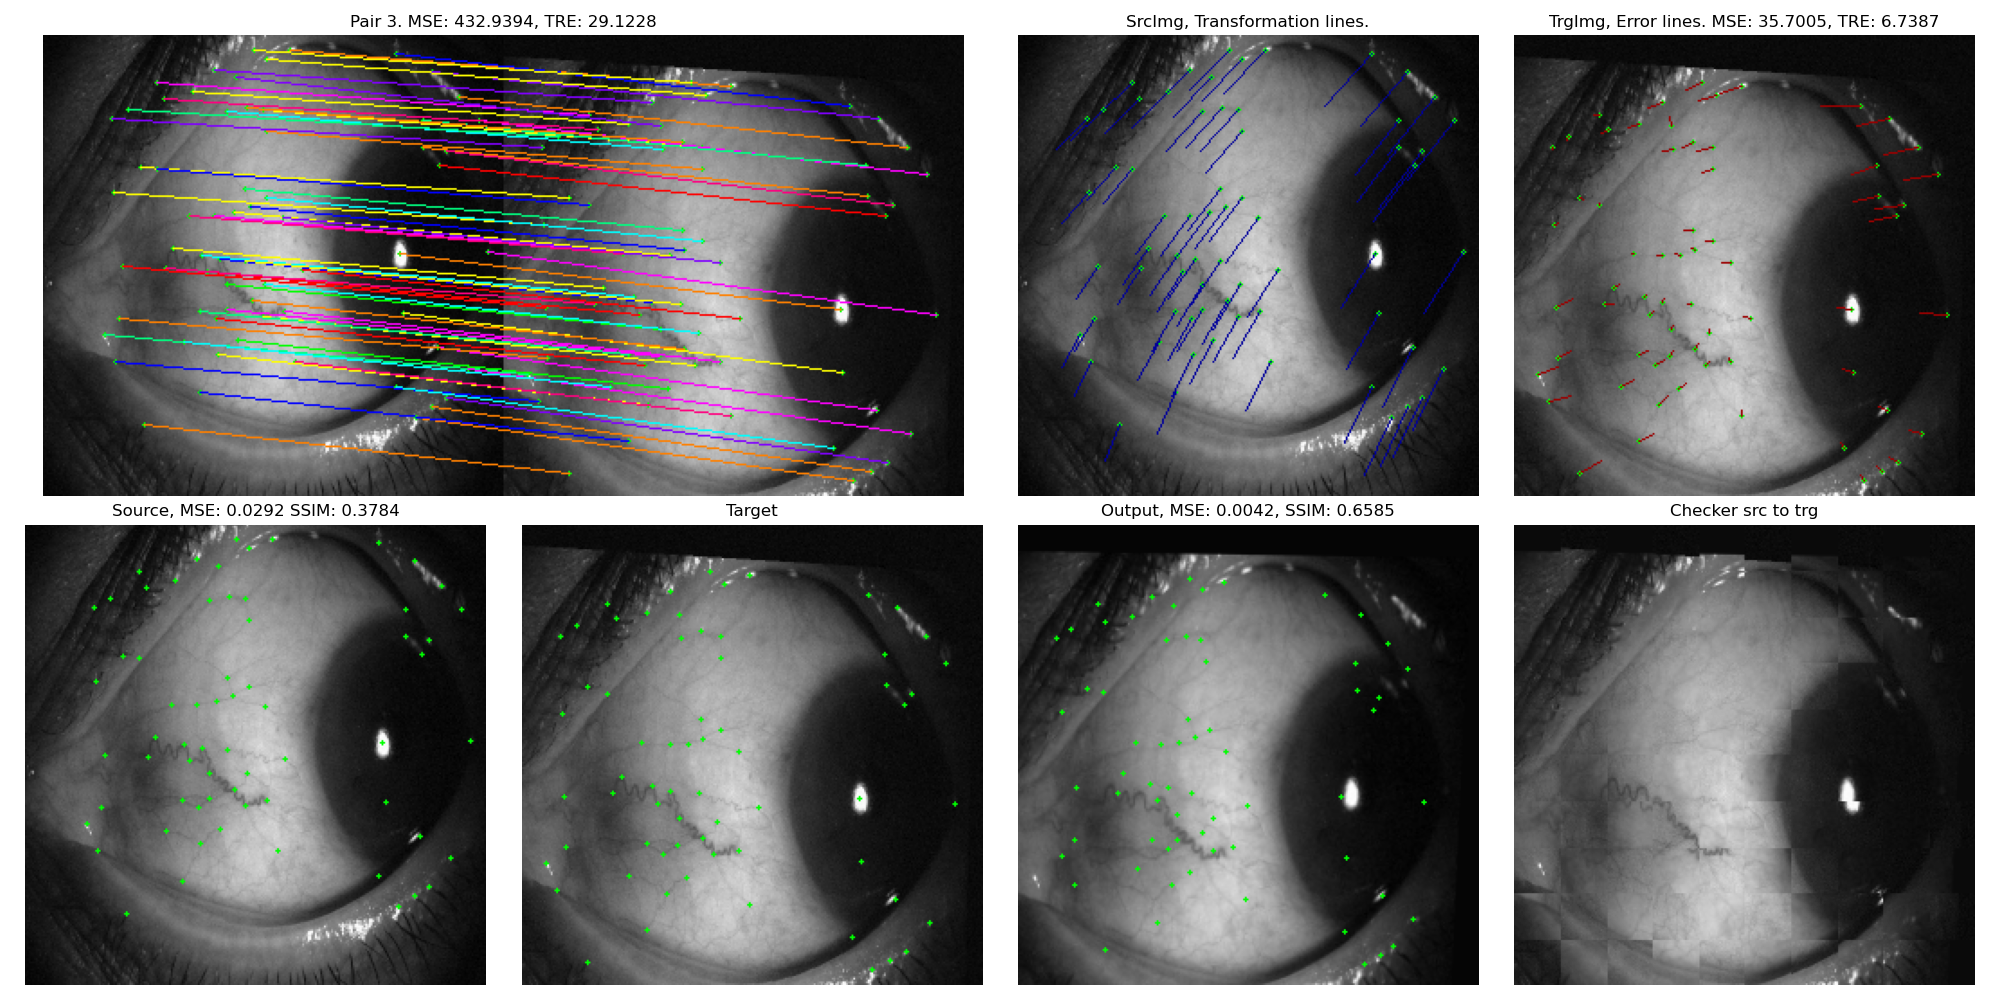 Pair 3. MSE: 432.9394, TRE: 29.1228
SrcImg, Transformation lines.
TrgImg, Error lines. MSE: 35.7005, TRE: 6.7387
Source, MSE: 0.0292 SSIM: 0.3784
Target
Output, MSE: 0.0042, SSIM: 0.6585
Checker src to trg